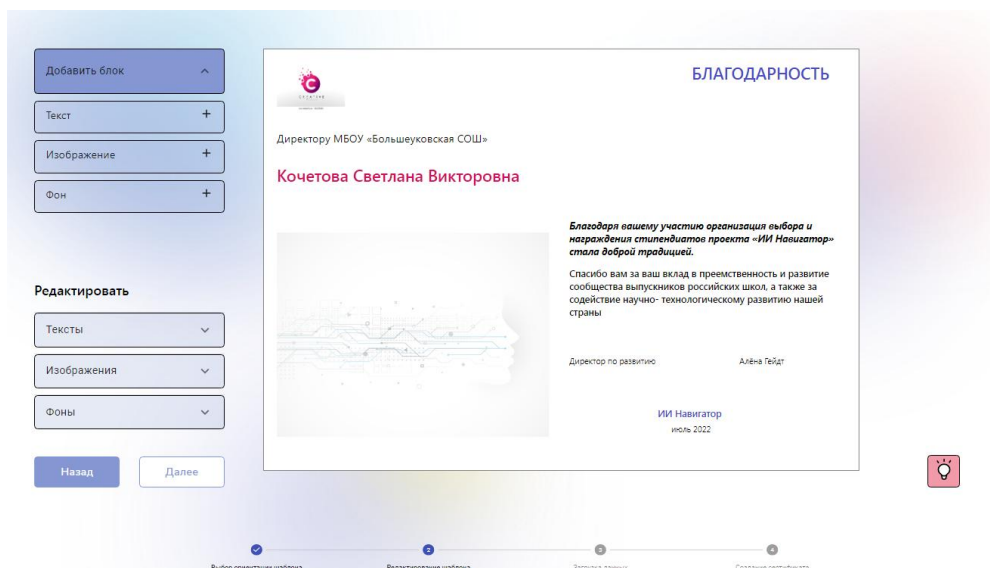 Добавить блок
Текст +
Изображение +
Фон +
Редактировать
Тексты
Изображения
Фоны
Назад
Далее
БЛАГОДАРНОСТЬ
Директору МБОУ «Большеуковская СОШ»
Кочетова Светлана Викторовна
Благодаря вашему участию организация выбора и
награждения стипендиатов проекта «ИИ Навигатор»
стала доброй традицией.
Спасибо вам за ваш вклад в преемственность и развитие
сообщества выпускников российских школ, а также за
содействие научно- технологическому развитию нашей
страны
Директор по развитию
Алёна Гейдт
ИИ Навигатор
июль 2022
2
3
4
Выбор ориентации шаблона
Редактирование шаблона
Загрузка данных
Создание сертификата